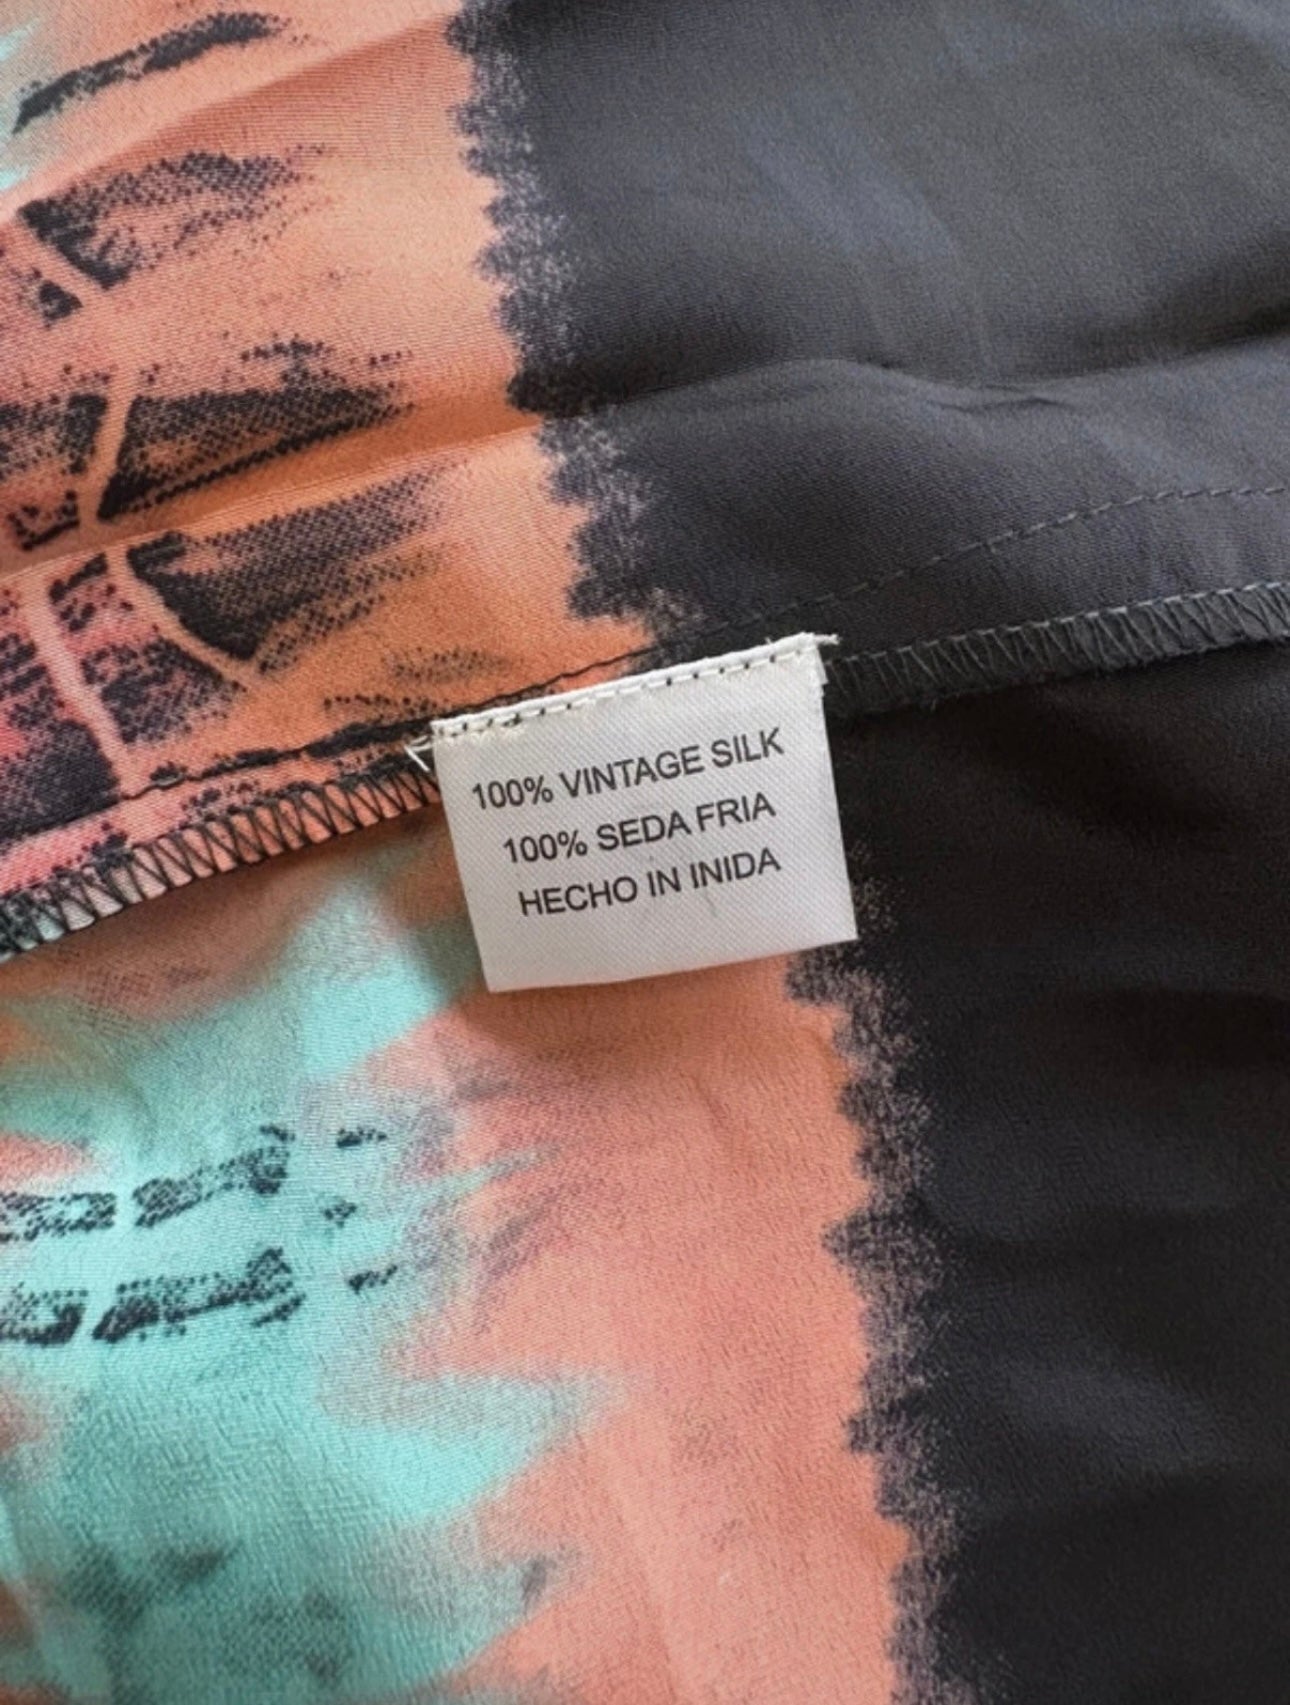 100% VINTAGE SILK
100% SEDA FRIA
HECHO IN INIDA